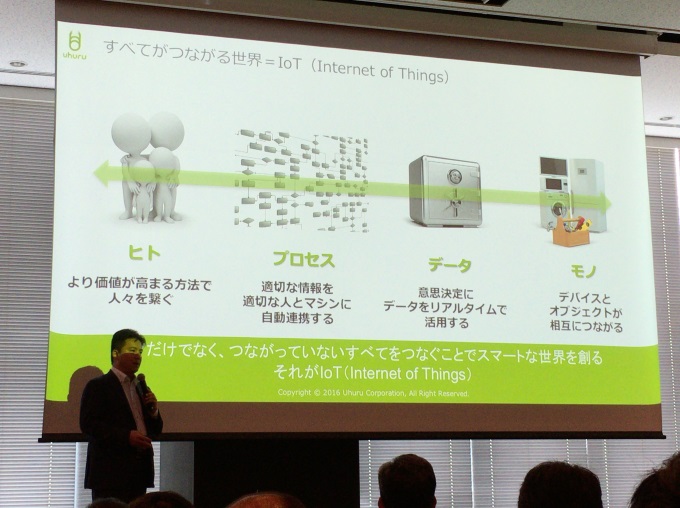 uhuru
すべてがつながる世界＝IoT（Internet of Things）
ヒト
より価値が高まる方法で
人々を繋ぐ
プロセス
適切な情報を
適切な人とマシンに
自動連携する
データ
意思決定に
データをリアルタイムで
活用する
モノ
デバイスと
オブジェクトが
相互につながる
だけでなく、つながっていないすべてをつなぐことでスマートな世界を創る
それがIoT（Internet of Things）
Copyright © 2016 Uhuru Corporation, All Right Reserved.